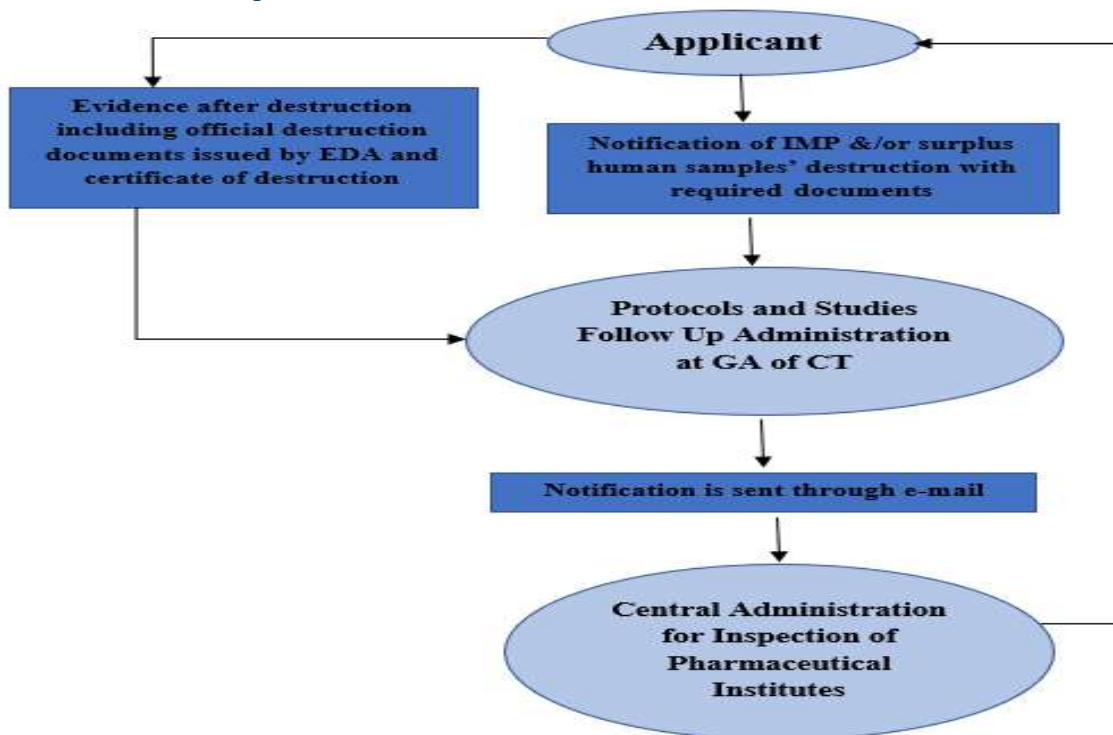 Applicant
Evidence after destruction
including official destruction
documents issued by EDA and
certificate of destruction
Notification of IMP &/or surplus
human samples' destruction with
required documents
Protocols and Studies
Follow Up Administration
at GA of CT
Notification is sent through e-mail
Central Administration
for Inspection of
Pharmaceutical
Institutes